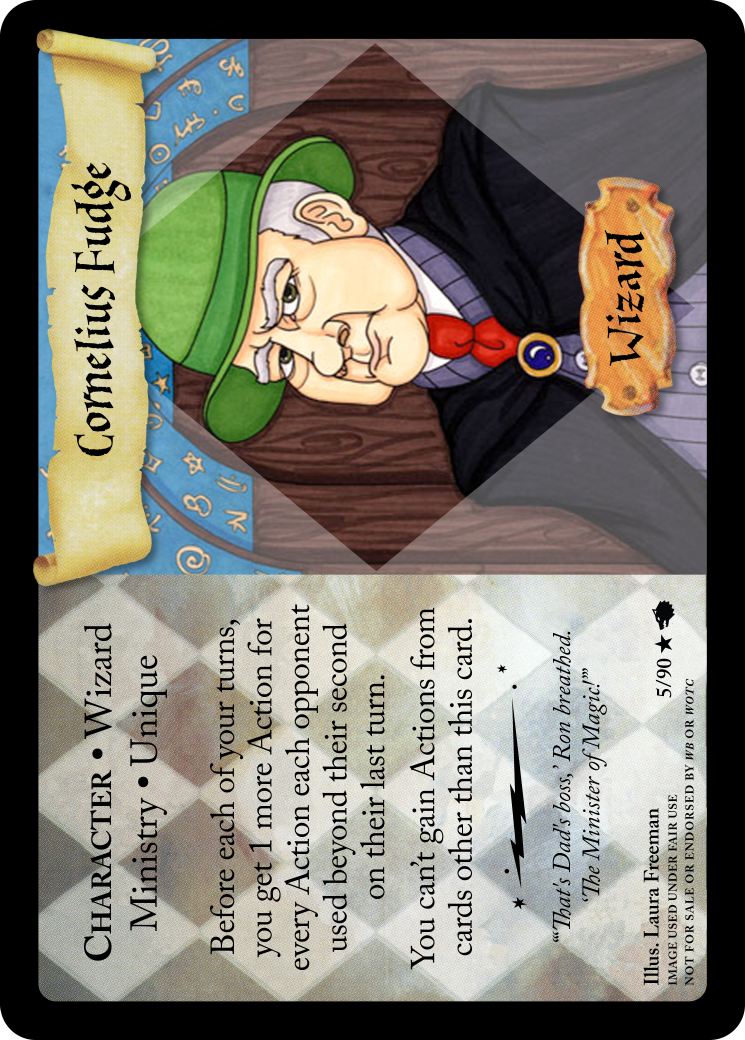 Cornelius Fudge
Wizard
CHARACTER • Wizard
Ministry • Unique
Before each of your turns,
you get 1 more Action for
every Action each opponent
used beyond their second
on their last turn.
You can't gain Actions from
cards other than this card.
“‘That's Dad's boss,’ Ron breathed.
‘The Minister of Magic!’”
Illus. Laura Freeman
5/90 ★
IMAGE USED UNDER FAIR USE
NOT FOR SALE OR ENDORSED BY WB OR WOTC